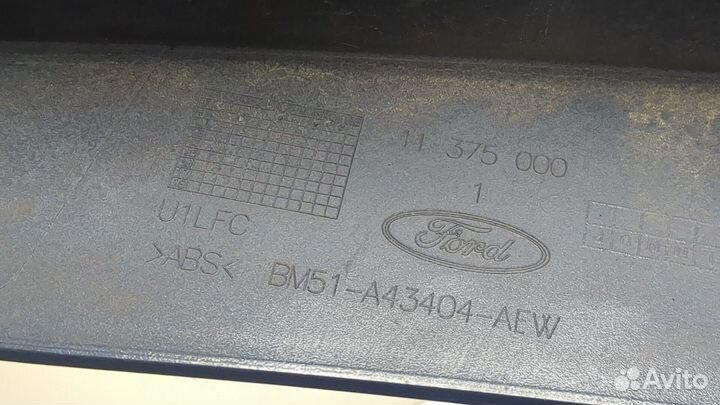 11 375 000
1
U1LFC
Ford
>ABS< BM51-A43404-AEW
Avito